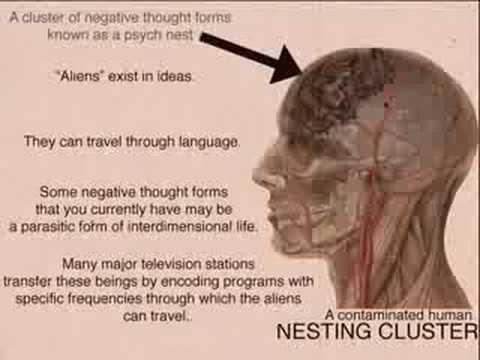 A cluster of negative thought forms
known as a psych nest
"Aliens" exist in ideas.
They can travel through language.
Some negative thought forms
that you currently have may be
a parasitic form of interdimensional life.
Many major television stations
transfer these beings by encoding programs with
specific frequencies through which the aliens
can travel..
A contaminated human
NESTING CLUSTER